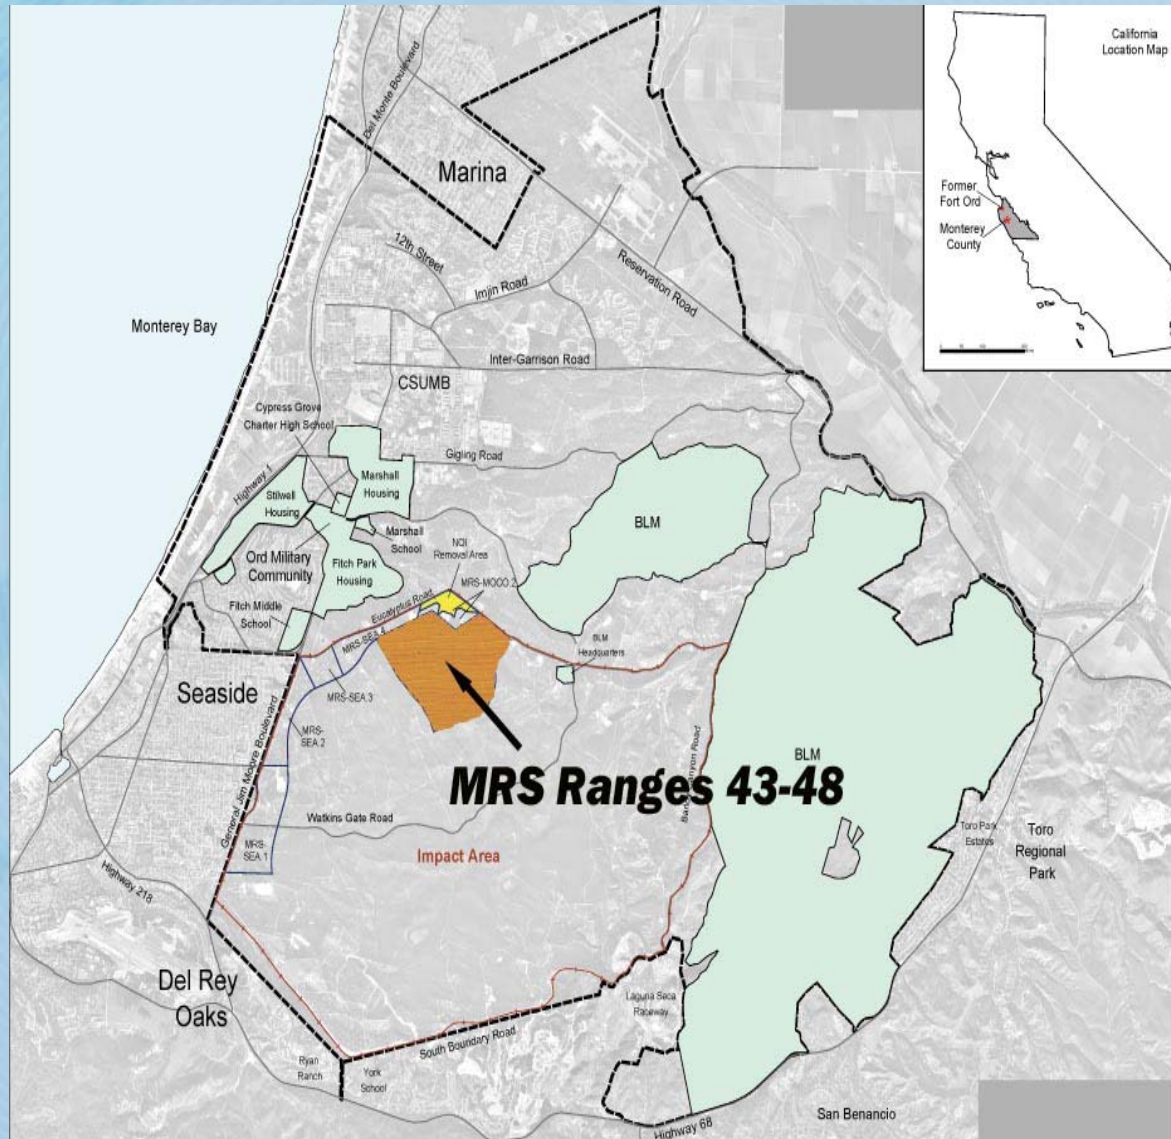 California
Location Map
Former
Fort Ord
Monterey
County
Del Monte Boulevard
Marina
12th Street
Imjin Road
Reservation Road
Monterey Bay
Inter-Garrison Road
CSUMB
Cypress Grove
Charter High School
Gigling Road
Highway 1
Marshall
Housing
Stilwell
Housing
BLM
Marshall
School
NOI
Removal Area
Ord Military
Community
Fitch Park
Housing
MRS-MOCO.2
Eucalyptus Road
Fitch Middle
School
MRS-SEA.4
BLM
Headquarters
Seaside
MRS-SEA.3
MRS-
SEA.2
General Jim Moore Boulevard
BLM
MRS Ranges 43-48
Canyon Road
Watkins Gate Road
MRS-
SEA.1
Impact Area
Toro Park
Estates
Toro
Regional
Park
Highway 218
Del Rey
Oaks
Laguna Seca
Raceway
South Boundary Road
Ryan
Ranch
York
School
San Benancio
Highway 68